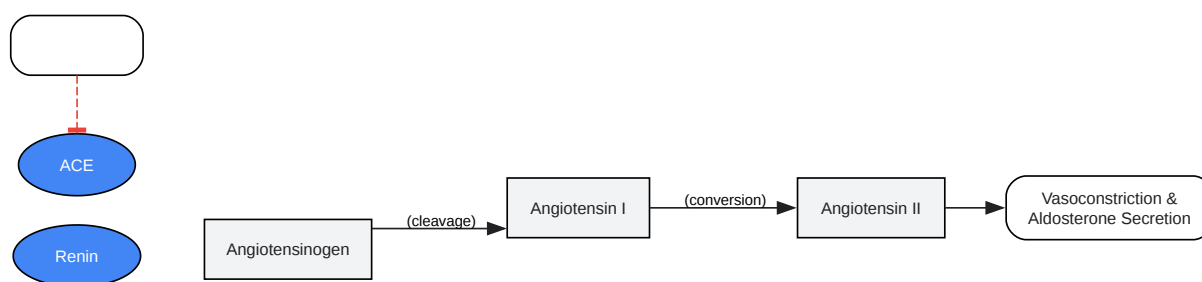 ACE
Renin
Angiotensinogen
(cleavage)
Angiotensin I
(conversion)
Angiotensin II
Vasoconstriction &
Aldosterone Secretion